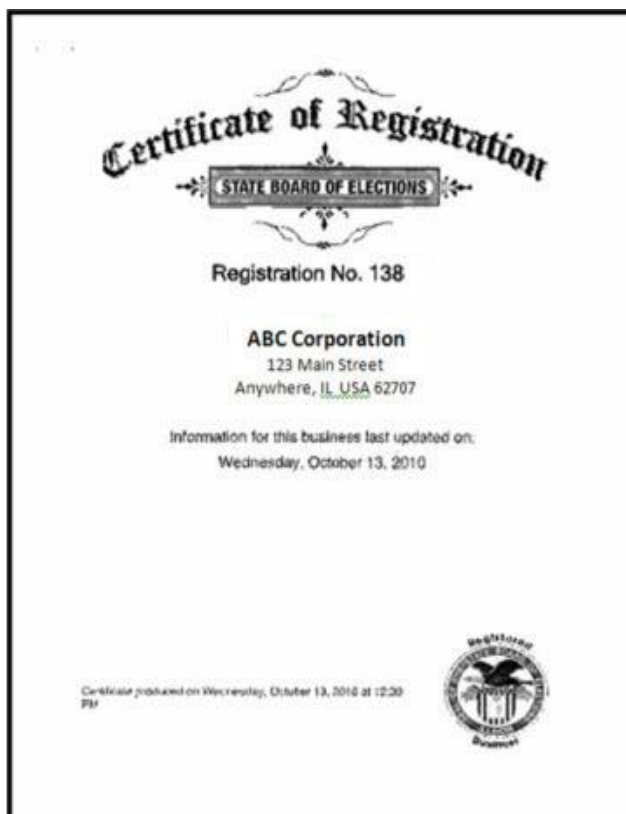 Certificate of Registration
STATE BOARD OF ELECTIONS
Registration No. 138
ABC Corporation
123 Main Street
Anywhere, IL USA 62707
Information for this business last updated on:
Wednesday, October 13, 2010
Registered
Certificate produced on Wednesday, October 13, 2010 at 12:30
PM
ILLINOIS
Business